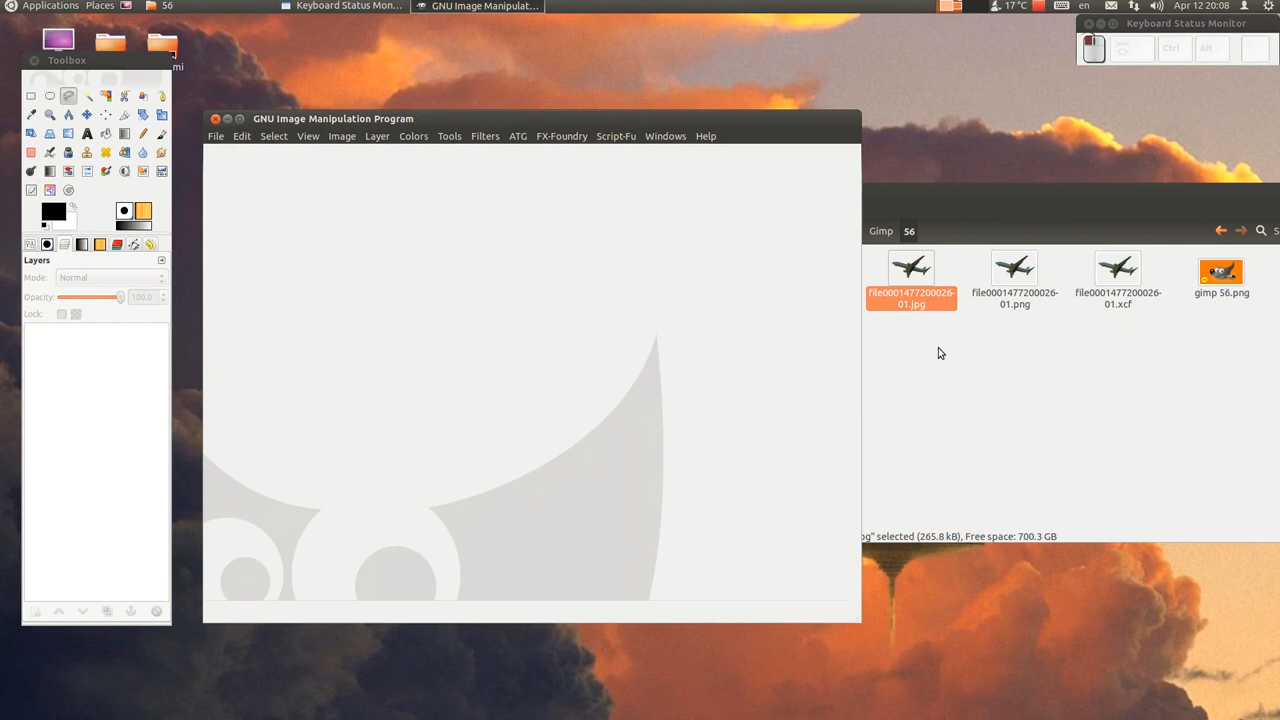 Applications Places 56 Keyboard Status Mon... GNU Image Manipulat... 17 °C en Apr 12 20:08
Keyboard Status Monitor
Ctrl Alt
mi
Toolbox
GNU Image Manipulation Program
File Edit Select View Image Layer Colors Tools Filters ATG FX-Foundry Script-Fu Windows Help
Gimp 56 S
Layers
Mode: Normal
Opacity: 100.0
Lock:
file0001477200026-
01.jpg
file0001477200026-
01.png
file0001477200026-
01.xcf
gimp 56.png
og" selected (265.8 kB), Free space: 700.3 GB